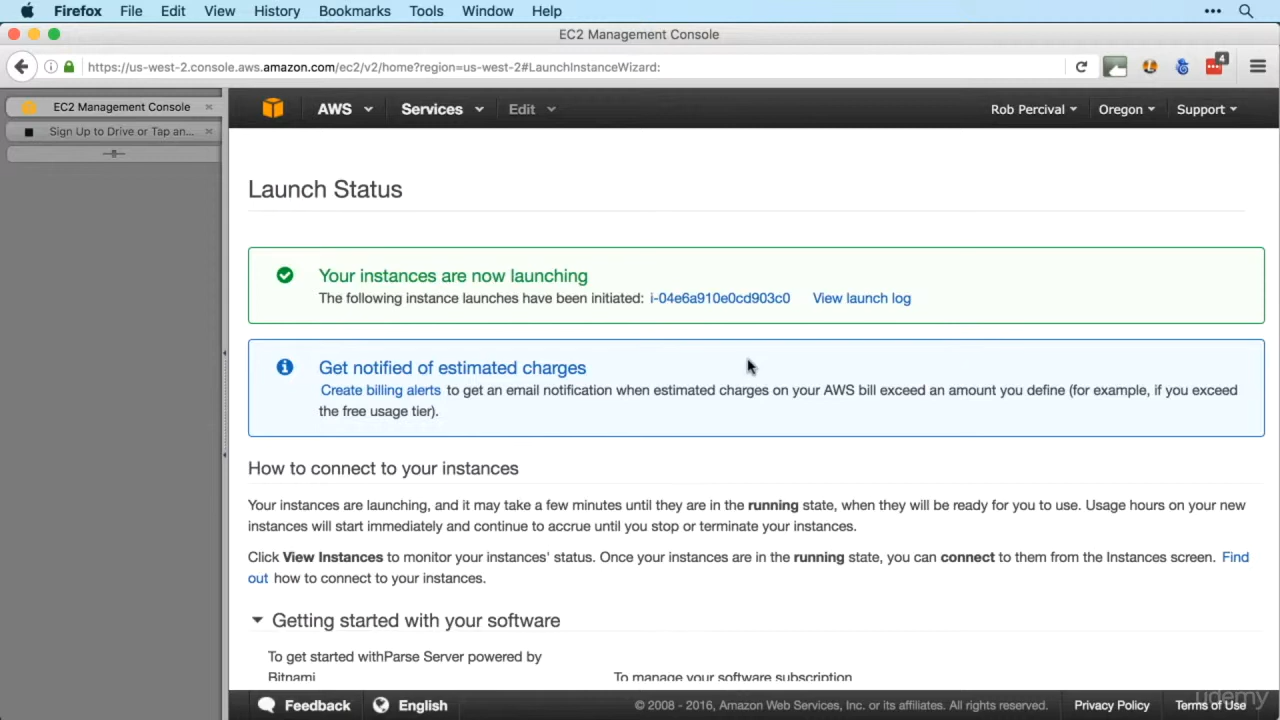 Firefox File Edit View History Bookmarks Tools Window Help
EC2 Management Console
https://us-west-2.console.aws.amazon.com/ec2/v2/home?region=us-west-2#LaunchInstanceWizard:
4
EC2 Management Console
Sign Up to Drive or Tap an...
AWS Services Edit Rob Percival Oregon Support
Launch Status
Your instances are now launching
The following instance launches have been initiated: i-04e6a910e0cd903c0 View launch log
Get notified of estimated charges
Create billing alerts to get an email notification when estimated charges on your AWS bill exceed an amount you define (for example, if you exceed
the free usage tier).
How to connect to your instances
Your instances are launching, and it may take a few minutes until they are in the running state, when they will be ready for you to use. Usage hours on your new
instances will start immediately and continue to accrue until you stop or terminate your instances.
Click View Instances to monitor your instances' status. Once your instances are in the running state, you can connect to them from the Instances screen. Find
out how to connect to your instances.
Getting started with your software
To get started withParse Server powered by
Bitnami
To manage your software subscription
Feedback English © 2008 - 2016, Amazon Web Services, Inc. or its affiliates. All rights reserved. Privacy Policy Terms of Use
udemy